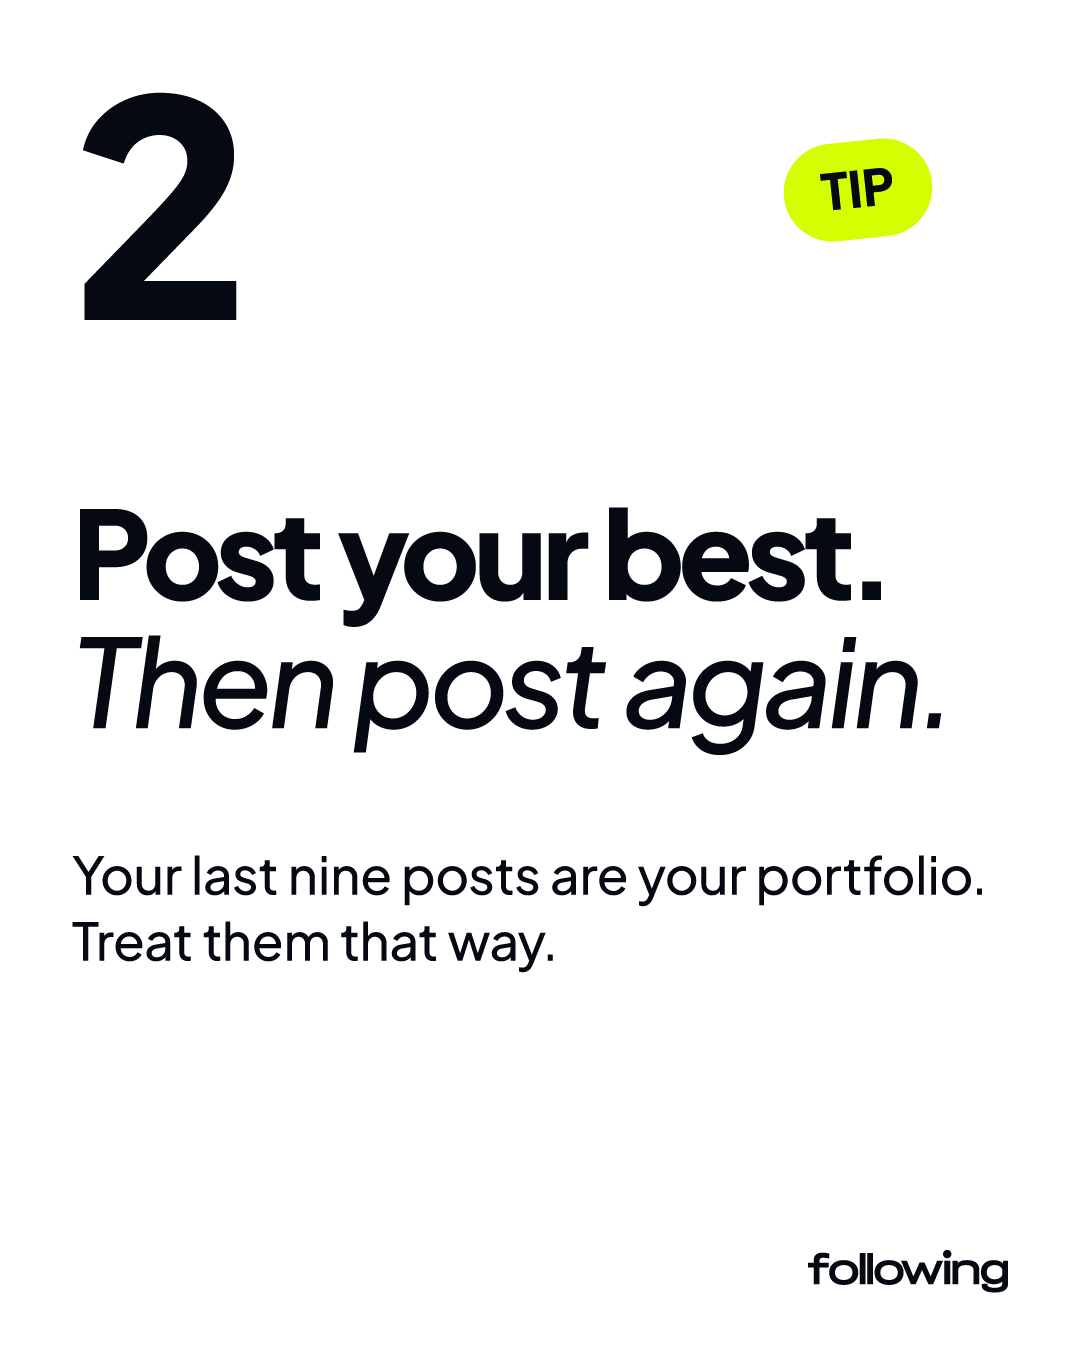 2
TIP
Post your best.
Then post again.
Your last nine posts are your portfolio.
Treat them that way.
following